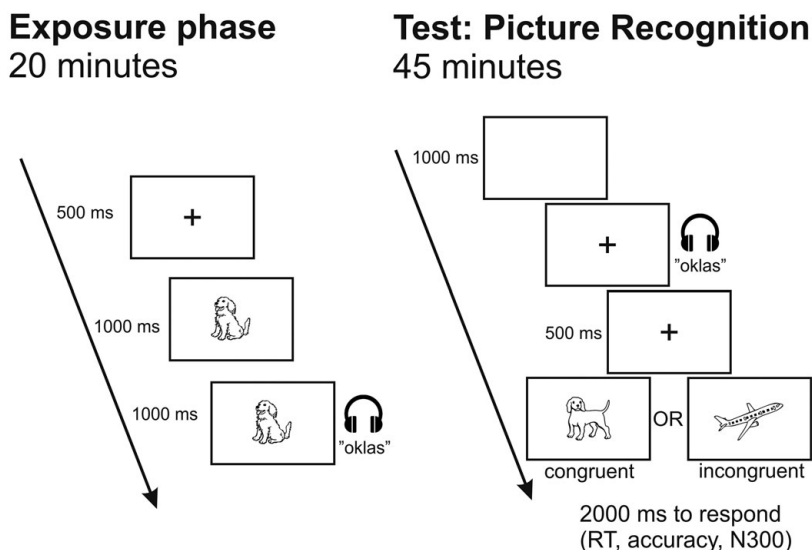 Exposure phase
20 minutes
500 ms
1000 ms
1000 ms
"oklas"
Test: Picture Recognition
45 minutes
1000 ms
"oklas"
500 ms
OR
congruent
incongruent
2000 ms to respond
(RT, accuracy, N300)